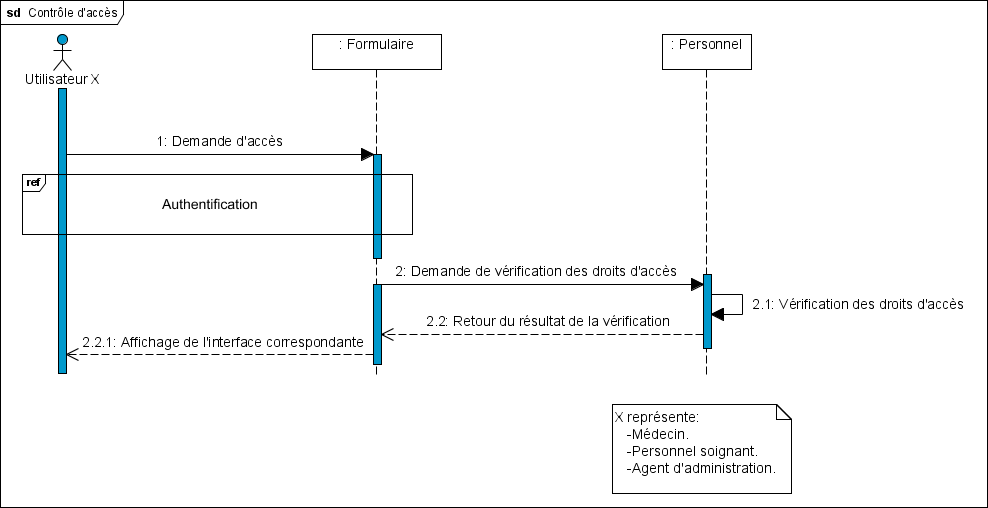 sd Contrôle d'accès
: Formulaire
: Personnel
Utilisateur X
1: Demande d'accès
ref
Authentification
2: Demande de vérification des droits d'accès
2.1: Vérification des droits d'accès
2.2: Retour du résultat de la vérification
2.2.1: Affichage de l'interface correspondante
X représente:
-Médecin.
-Personnel soignant.
-Agent d'administration.